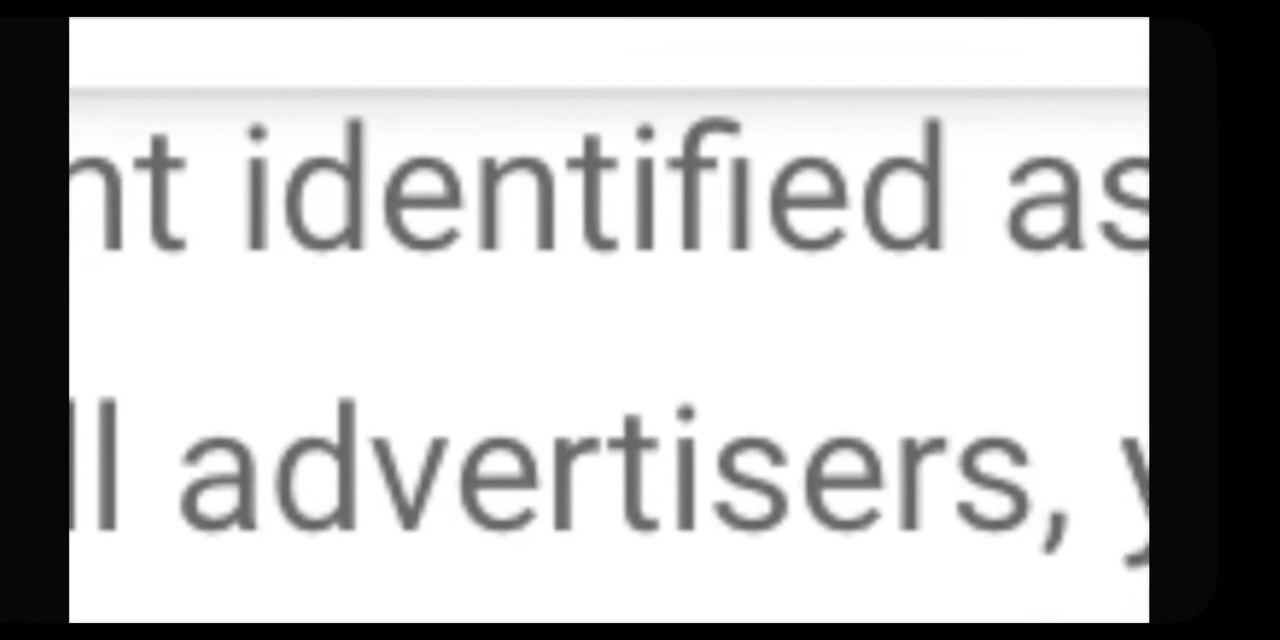 nt identified as
ll advertisers, y